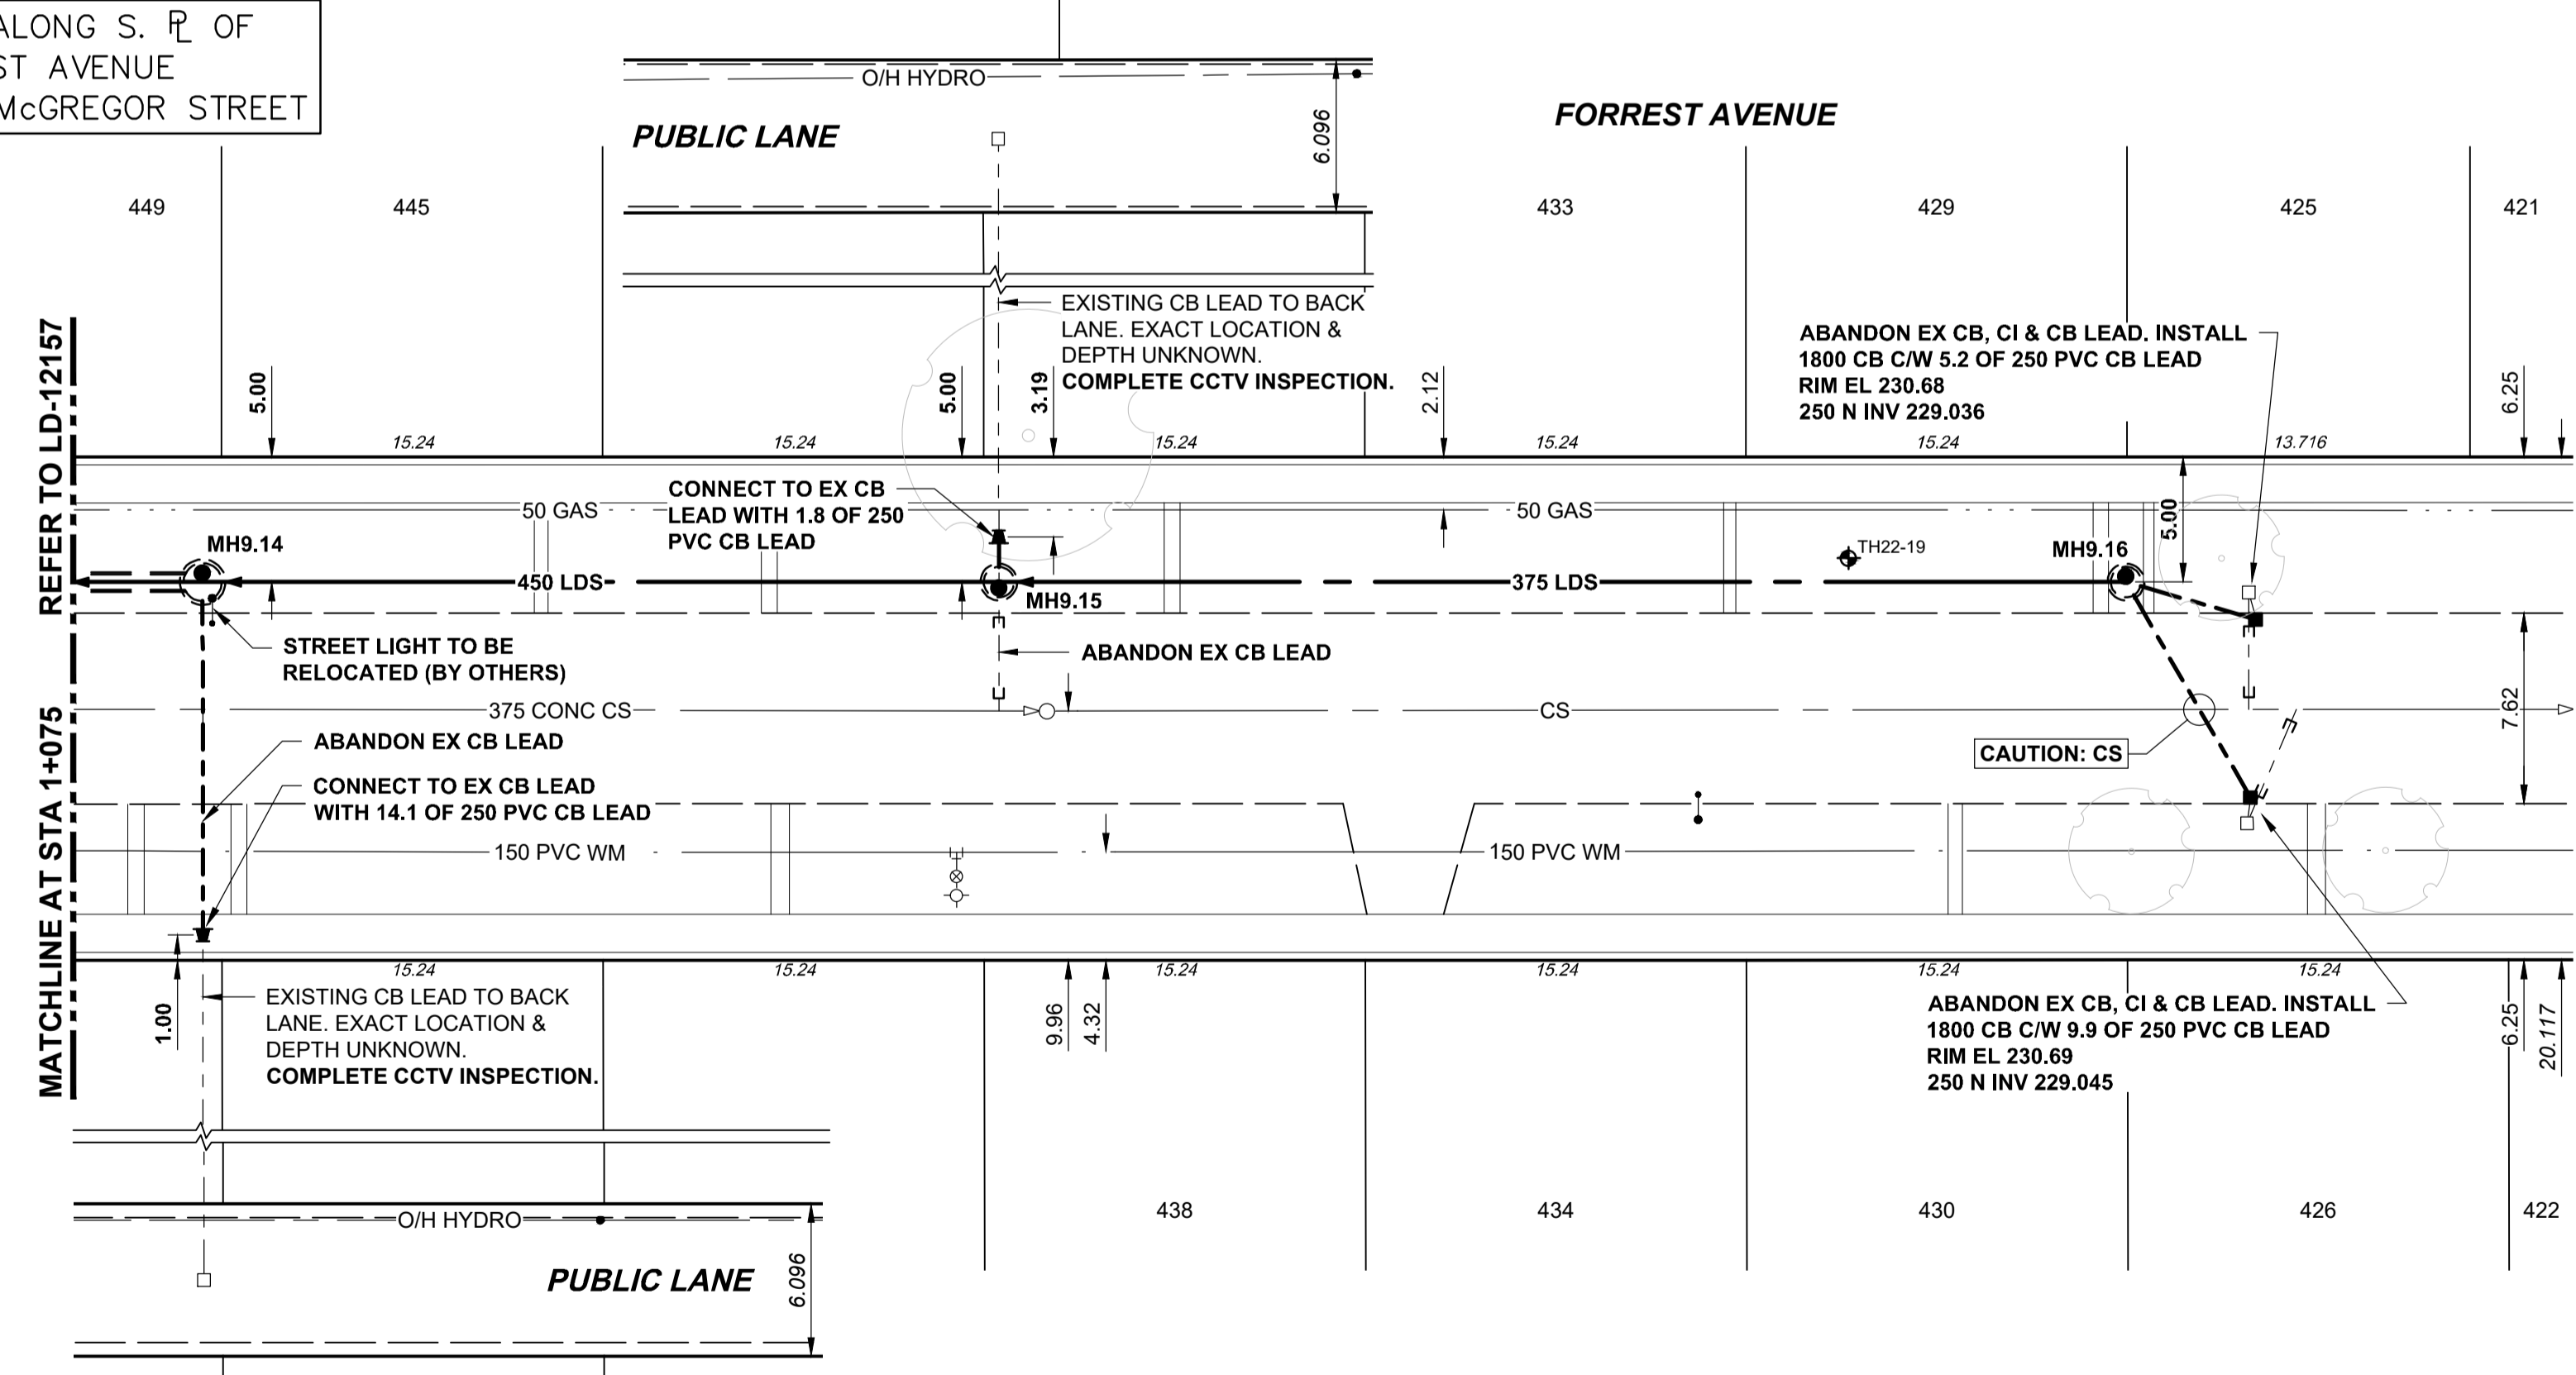 ALONG S. PL OF
ST AVENUE
McGREGOR STREET
O/H HYDRO
PUBLIC LANE
6.096
FORREST AVENUE
449
445
433
429
425
421
EXISTING CB LEAD TO BACK
LANE. EXACT LOCATION &
DEPTH UNKNOWN.
COMPLETE CCTV INSPECTION.
ABANDON EX CB, CI & CB LEAD. INSTALL
1800 CB C/W 5.2 OF 250 PVC CB LEAD
RIM EL 230.68
250 N INV 229.036
5.00
5.00
3.19
2.12
6.25
15.24
15.24
15.24
15.24
15.24
13.716
REFER TO LD-12157
MATCHLINE AT STA 1+075
50 GAS
CONNECT TO EX CB
LEAD WITH 1.8 OF 250
PVC CB LEAD
50 GAS
5.00
MH9.14
TH22-19
MH9.16
450 LDS
375 LDS
MH9.15
STREET LIGHT TO BE
RELOCATED (BY OTHERS)
ABANDON EX CB LEAD
375 CONC CS
CS
7.62
ABANDON EX CB LEAD
CAUTION: CS
CONNECT TO EX CB LEAD
WITH 14.1 OF 250 PVC CB LEAD
150 PVC WM
150 PVC WM
15.24
15.24
15.24
15.24
15.24
15.24
1.00
EXISTING CB LEAD TO BACK
LANE. EXACT LOCATION &
DEPTH UNKNOWN.
COMPLETE CCTV INSPECTION.
9.96
4.32
ABANDON EX CB, CI & CB LEAD. INSTALL
1800 CB C/W 9.9 OF 250 PVC CB LEAD
RIM EL 230.69
250 N INV 229.045
6.25
20.117
O/H HYDRO
438
434
430
426
422
PUBLIC LANE
6.096